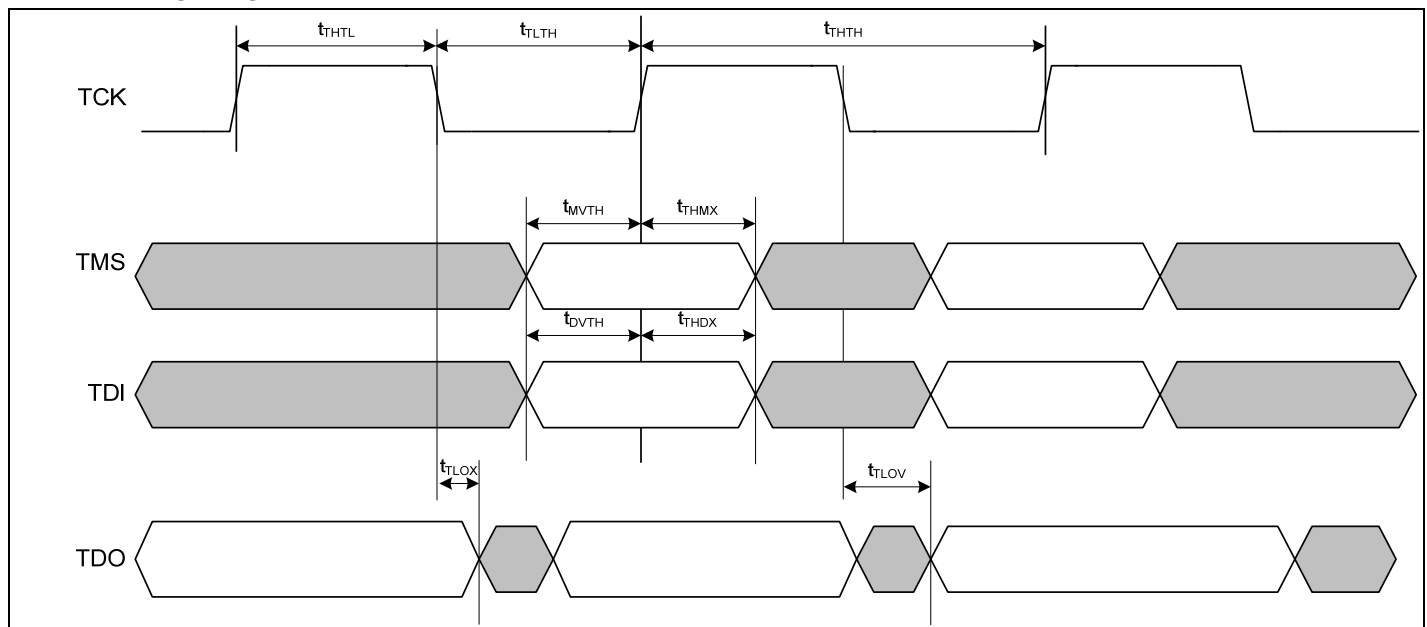 tTHTL tTLTH tTHTH
TCK
tMVTH tTHMX
TMS
tDVTH tTHDX
TDI
tTLOX tTLOV
TDO